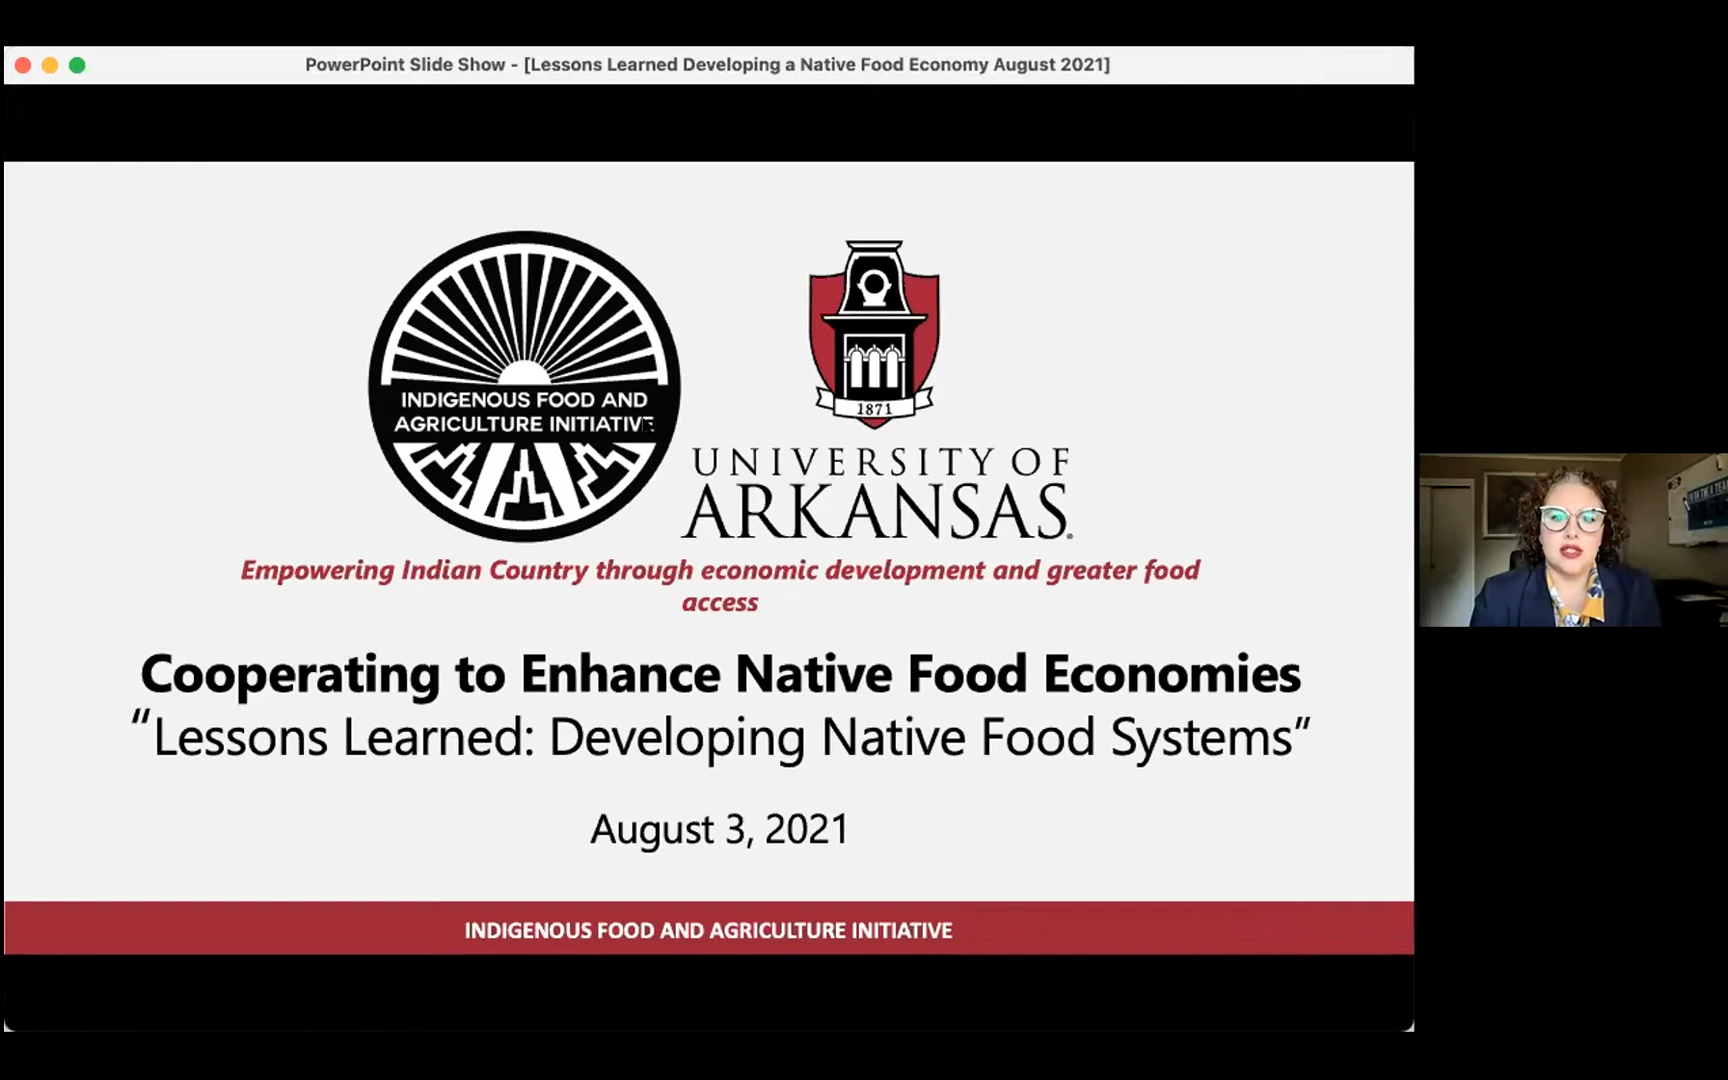 PowerPoint Slide Show - [Lessons Learned Developing a Native Food Economy August 2021]
INDIGENOUS FOOD AND
AGRICULTURE INITIATIVE
1871
UNIVERSITY OF
ARKANSAS®
Empowering Indian Country through economic development and greater food
access
Cooperating to Enhance Native Food Economies
“Lessons Learned: Developing Native Food Systems”
August 3, 2021
INDIGENOUS FOOD AND AGRICULTURE INITIATIVE